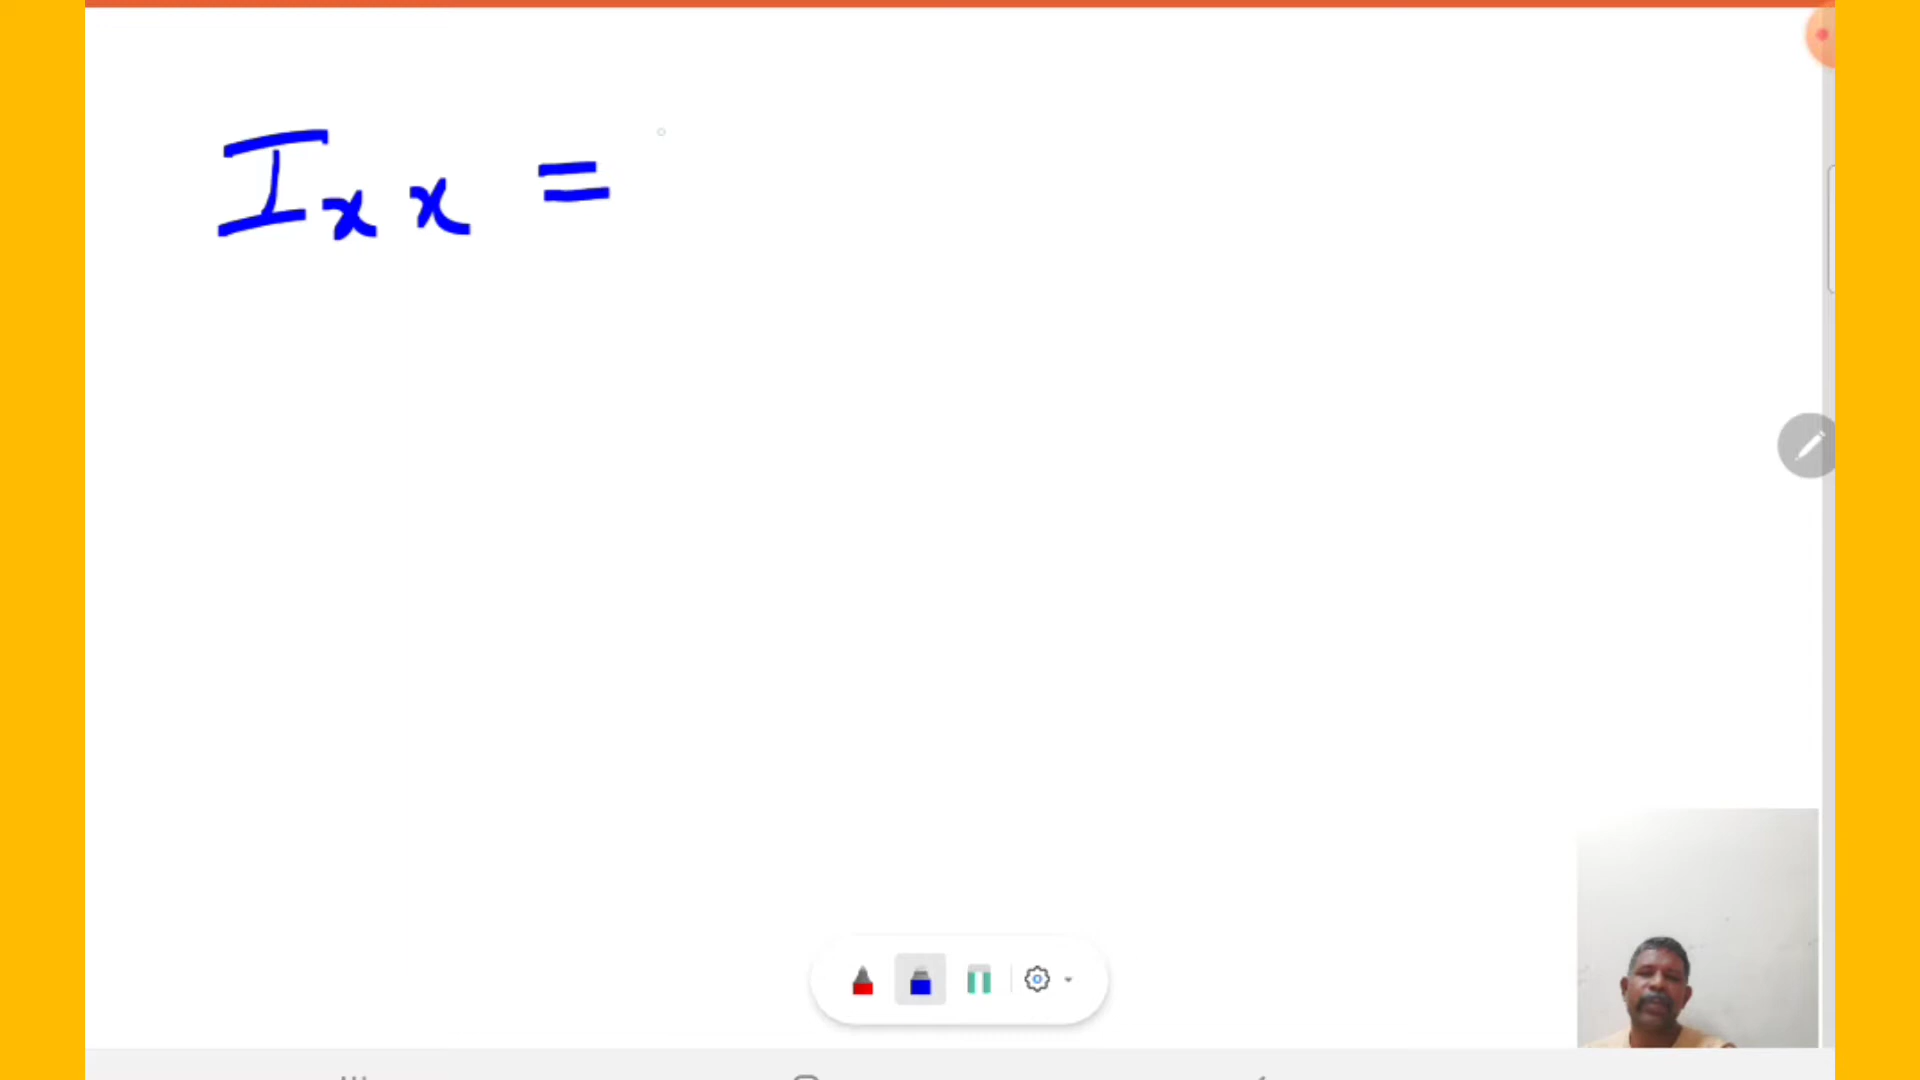 Ixx =